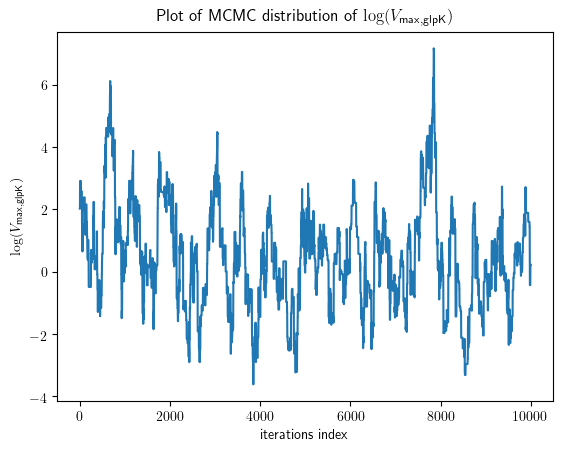 Plot of MCMC distribution of log(V_max,glpK)
log(V_max,glpK)
6
4
2
0
−2
−4
0 2000 4000 6000 8000 10000
iterations index